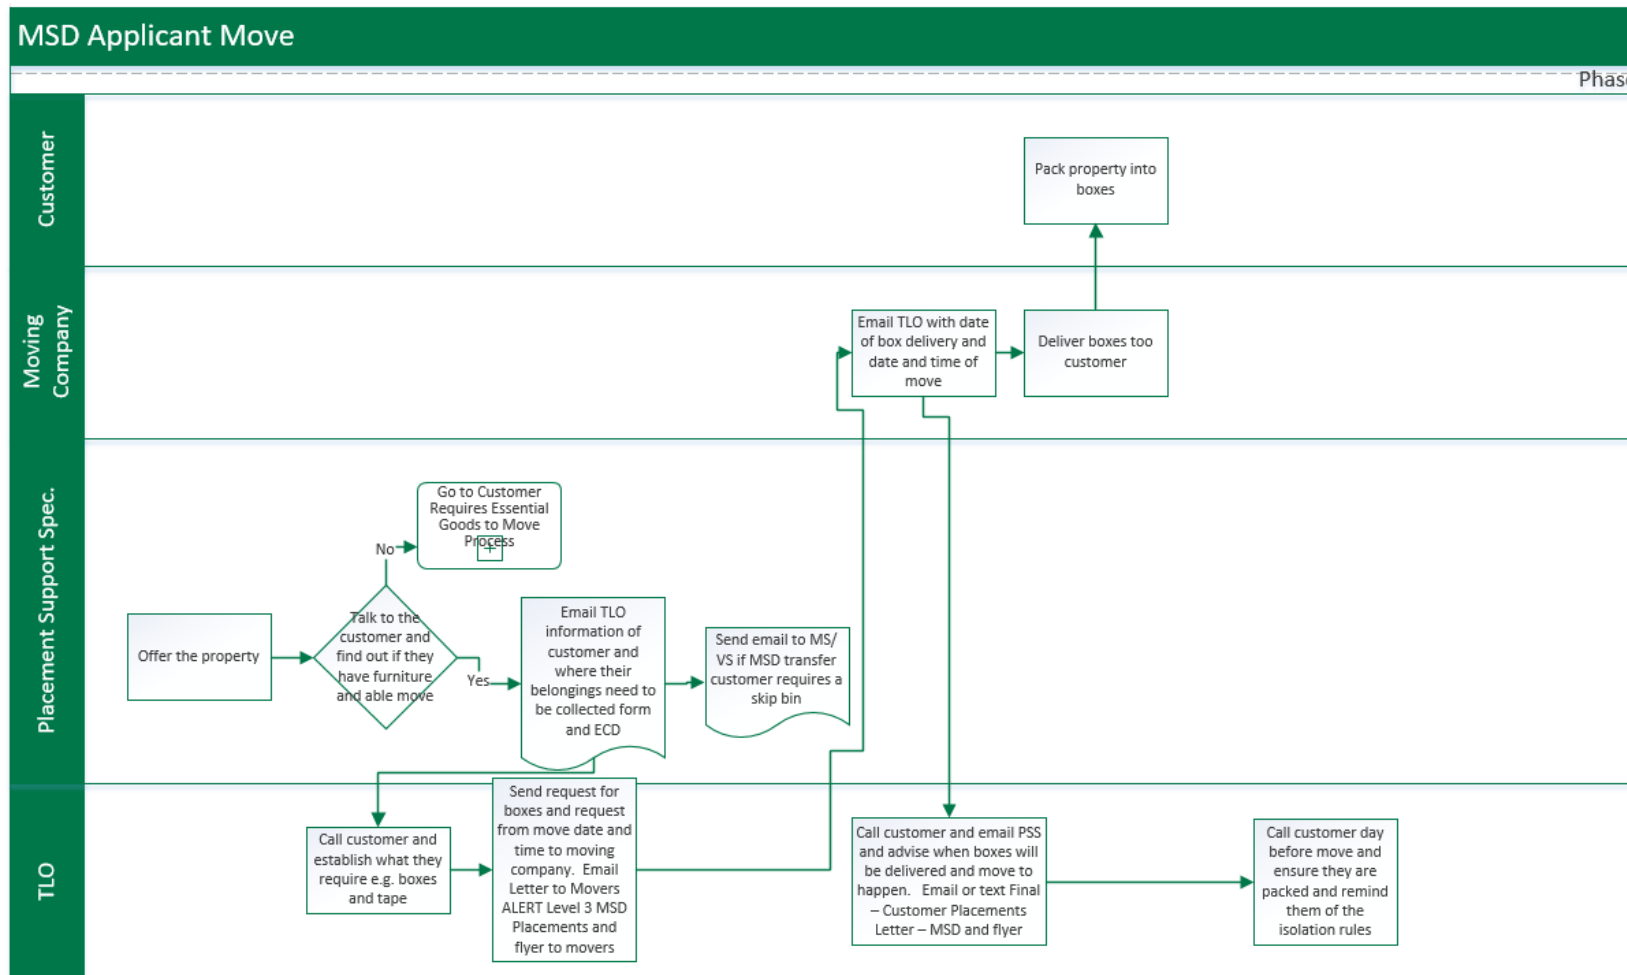 MSD Applicant Move
Phase
Customer
Pack property into
boxes
Moving
Company
Email TLO with date
of box delivery and
date and time of
move
Deliver boxes too
customer
Placement Support Spec.
Go to Customer
Requires Essential
Goods to Move
Process
No
Offer the property
Talk to the
customer and
find out if they
have furniture
and able move
Yes
Email TLO
information of
customer and
where their
belongings need to
be collected form
and ECD
Send email to MS/
VS if MSD transfer
customer requires a
skip bin
TLO
Call customer and
establish what they
require e.g. boxes
and tape
Send request for
boxes and request
from move date and
time to moving
company. Email
Letter to Movers
ALERT Level 3 MSD
Placements and
flyer to movers
Call customer and email PSS
and advise when boxes will
be delivered and move to
happen. Email or text Final
– Customer Placements
Letter – MSD and flyer
Call customer day
before move and
ensure they are
packed and remind
them of the
isolation rules